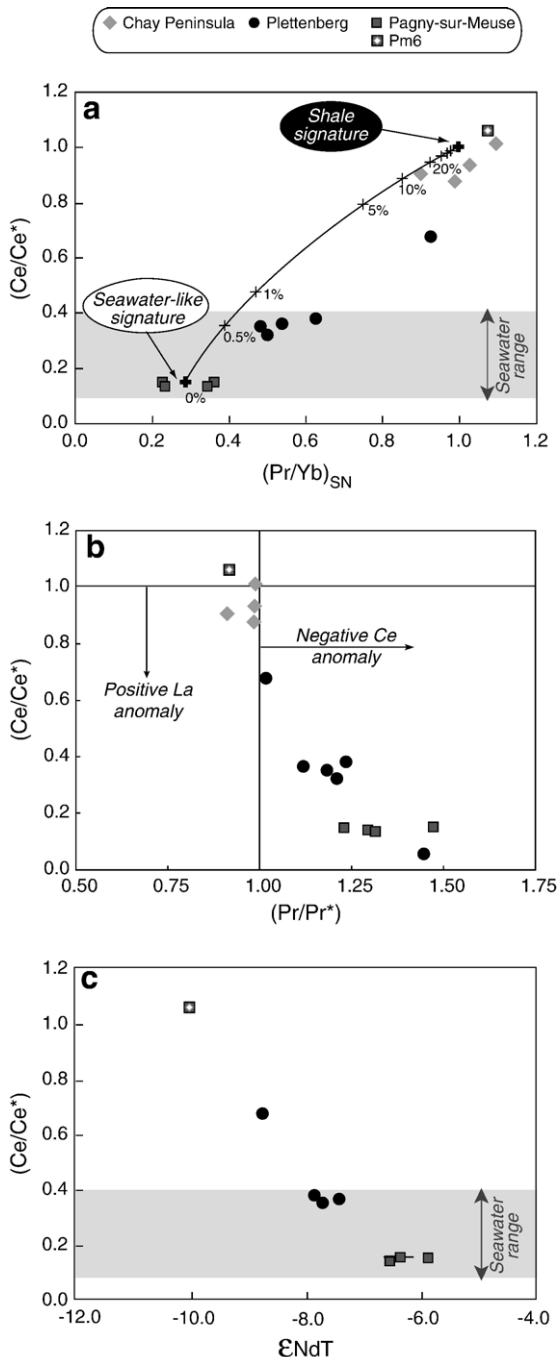 Chay Peninsula Plettenberg Pagny-sur-Meuse
Pm6
a
1.2
1.0
0.8
0.6
0.4
0.2
0.0
(Ce/Ce*)
Shale
signature
20%
10%
5%
1%
0.5%
0%
Seawater-like
signature
Seawater
range
0.0 0.2 0.4 0.6 0.8 1.0 1.2
(Pr/Yb)SN
b
1.2
1.0
0.8
0.6
0.4
0.2
0.0
(Ce/Ce*)
Positive La
anomaly
Negative Ce
anomaly
0.50 0.75 1.00 1.25 1.50 1.75
(Pr/Pr*)
c
1.2
1.0
0.8
0.6
0.4
0.2
0
(Ce/Ce*)
Seawater
range
-12.0 -10.0 -8.0 -6.0 -4.0
εNdT